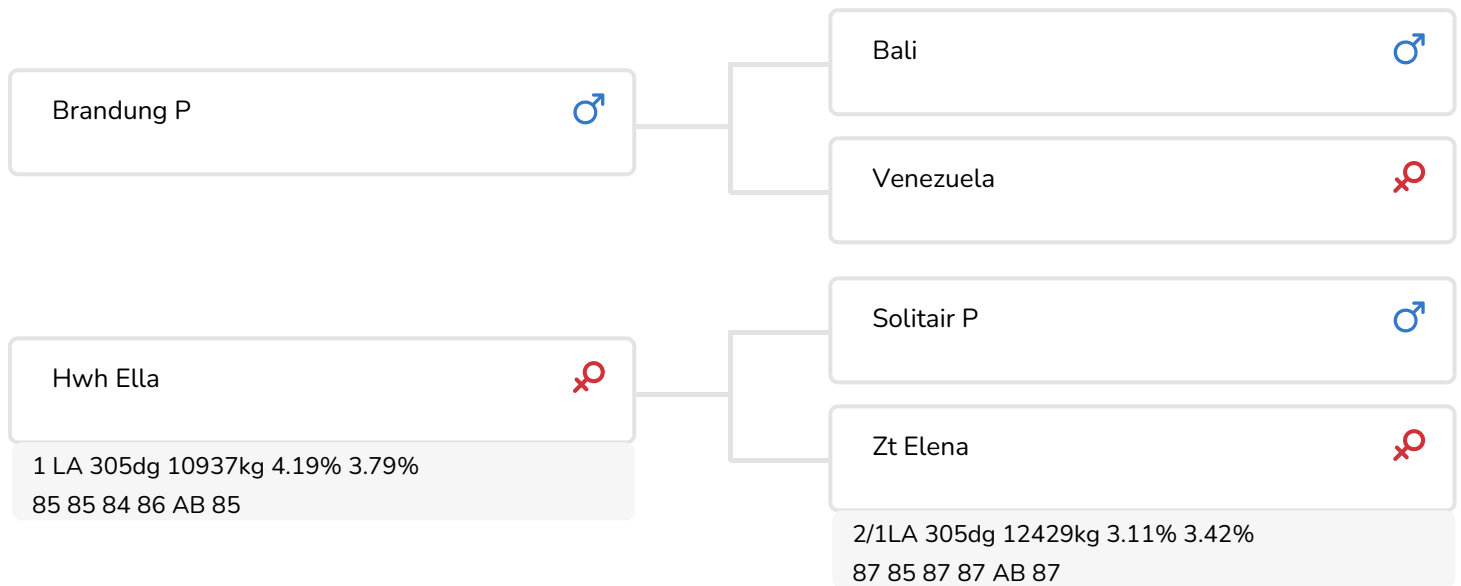 Brandung P
Bali
Venezuela
Hwh Ella
1 LA 305dg 10937kg 4.19% 3.79%
85 85 84 86 AB 85
Solitair P
Zt Elena
2/1LA 305dg 12429kg 3.11% 3.42%
87 85 87 87 AB 87